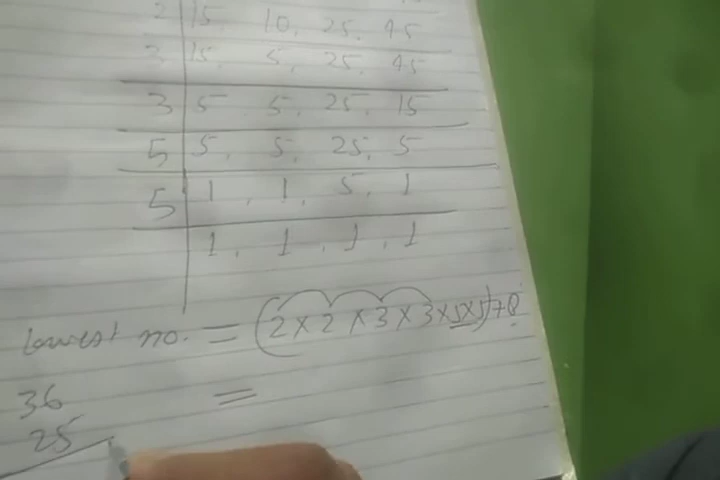 2 | 15, 10, 25, 45
3 | 15, 5, 25, 45
3 | 5 5, 25, 15
5 | 5, 5, 25, 5
5 | 1, 1, 5, 1
1, 1, 1, 1
Lowest no. = (2×2×3×3×5×5)+8
36 =
25